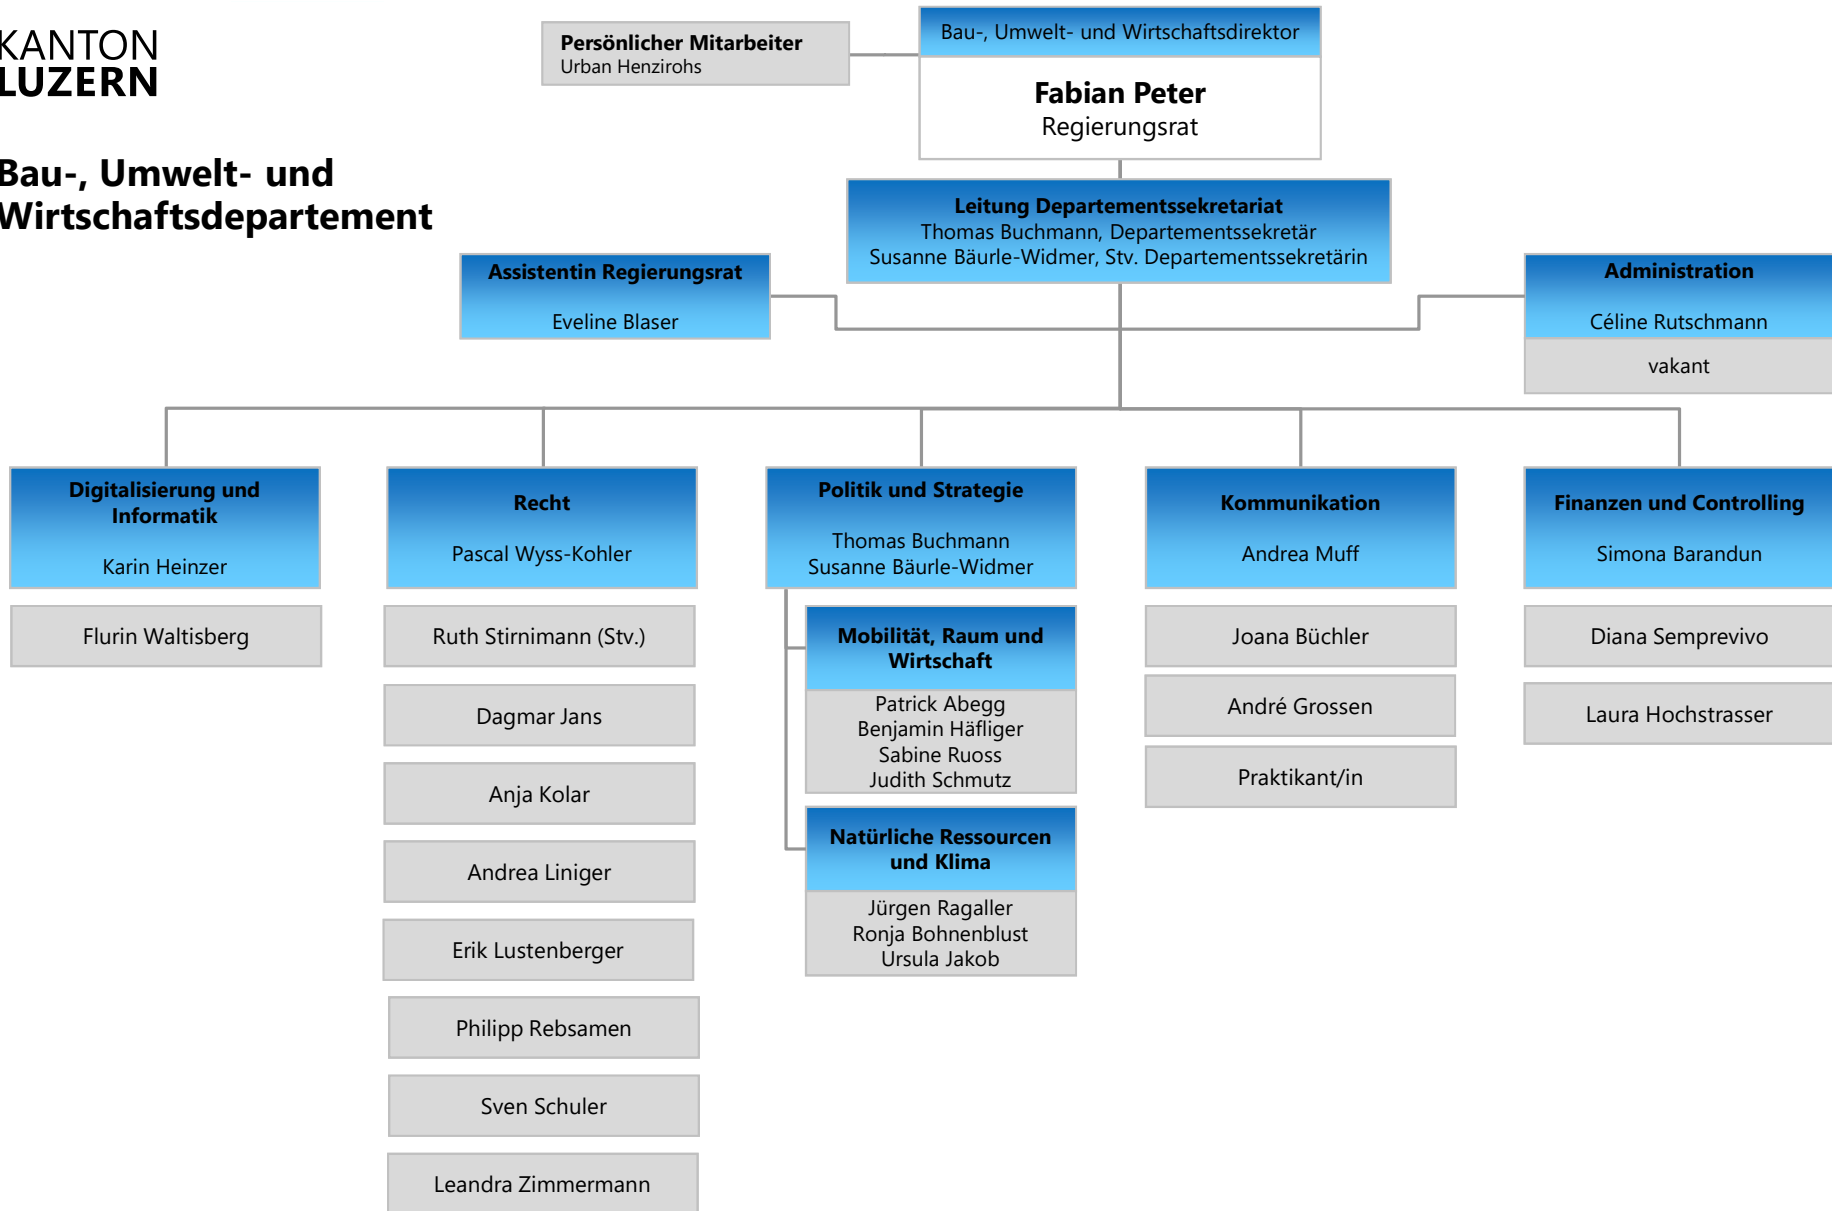 KANTON
LUZERN
Bau-, Umwelt- und
Wirtschaftsdepartement
Persönlicher Mitarbeiter
Urban Henzirohs
Bau-, Umwelt- und Wirtschaftsdirektor
Fabian Peter
Regierungsrat
Leitung Departementssekretariat
Thomas Buchmann, Departementssekretär
Susanne Bäurle-Widmer, Stv. Departementssekretärin
Assistentin Regierungsrat
Eveline Blaser
Administration
Céline Rutschmann
vakant
Digitalisierung und
Informatik
Karin Heinzer
Flurin Waltisberg
Recht
Pascal Wyss-Kohler
Ruth Stirnimann (Stv.)
Dagmar Jans
Anja Kolar
Andrea Liniger
Erik Lustenberger
Philipp Rebsamen
Sven Schuler
Leandra Zimmermann
Politik und Strategie
Thomas Buchmann
Susanne Bäurle-Widmer
Mobilität, Raum und
Wirtschaft
Patrick Abegg
Benjamin Häfliger
Sabine Ruoss
Judith Schmutz
Natürliche Ressourcen
und Klima
Jürgen Ragaller
Ronja Bohnenblust
Ursula Jakob
Kommunikation
Andrea Muff
Joana Büchler
André Grossen
Praktikant/in
Finanzen und Controlling
Simona Barandun
Diana Semprevivo
Laura Hochstrasser